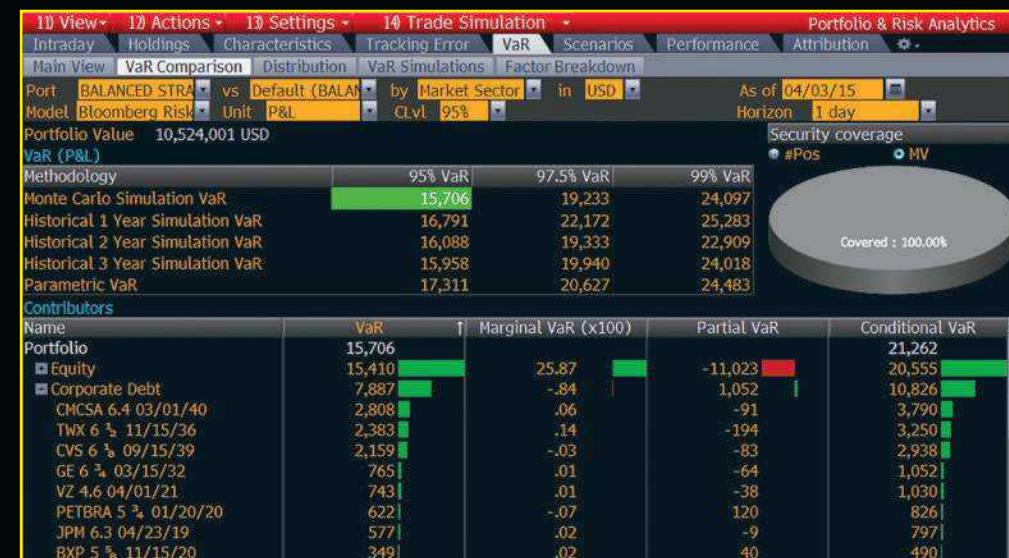 11) View 12) Actions 13) Settings 14) Trade Simulation Portfolio & Risk Analytics
Intraday Holdings Characteristics Tracking Error VaR Scenarios Performance Attribution
Main View VaR Comparison Distribution VaR Simulations Factor Breakdown
Port BALANCED STRA vs Default (BALAN by Market Sector in USD As of 04/03/15
Model Bloomberg Risk Unit P&L CLvl 95% Horizon 1 day
Portfolio Value 10,524,001 USD Security coverage
VaR (P&L) #Pos MV
Methodology 95% VaR 97.5% VaR 99% VaR
Monte Carlo Simulation VaR 15,706 19,233 24,097
Historical 1 Year Simulation VaR 16,791 22,172 25,283
Historical 2 Year Simulation VaR 16,088 19,333 22,909
Covered : 100.00%
Historical 3 Year Simulation VaR 15,958 19,940 24,018
Parametric VaR 17,311 20,627 24,483
Contributors
Name VaR ↑ Marginal VaR (x100) Partial VaR Conditional VaR
Portfolio 15,706 21,262
Equity 15,410 25.87 -11,023 20,555
Corporate Debt 7,887 -.84 1,052 10,826
CMCSA 6.4 03/01/40 2,808 .06 -91 3,790
TWX 6 ½ 11/15/36 2,383 .14 -194 3,250
CVS 6 ⅛ 09/15/39 2,159 -.03 -83 2,938
GE 6 ¾ 03/15/32 765 .01 -64 1,052
VZ 4.6 04/01/21 743 .01 -38 1,030
PETBRA 5 ¾ 01/20/20 622 -.07 120 826
JPM 6.3 04/23/19 577 .02 -9 797
BXP 5 ⅝ 11/15/20 349 .02 40 490